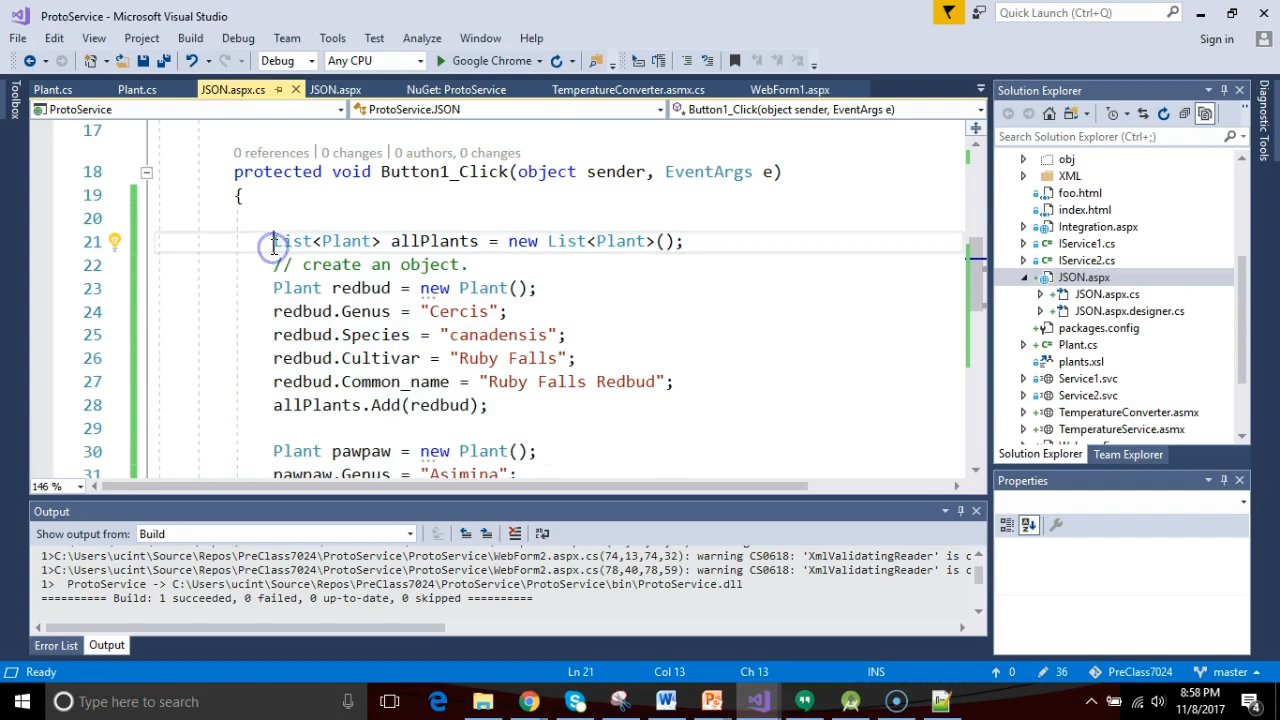 ProtoService - Microsoft Visual Studio
Quick Launch (Ctrl+Q)
File Edit View Project Build Debug Team Tools Test Analyze Window Help
Sign in
Debug Any CPU Google Chrome
Toolbox
Plant.cs Plant.cs JSON.aspx.cs JSON.aspx NuGet: ProtoService TemperatureConverter.asmx.cs WebForm1.aspx
ProtoService ProtoService.JSON Button1_Click(object sender, EventArgs e)
17
0 references | 0 changes | 0 authors, 0 changes
18 protected void Button1_Click(object sender, EventArgs e)
19 {
20
21 List<Plant> allPlants = new List<Plant>();
22 // create an object.
23 Plant redbud = new Plant();
24 redbud.Genus = "Cercis";
25 redbud.Species = "canadensis";
26 redbud.Cultivar = "Ruby Falls";
27 redbud.Common_name = "Ruby Falls Redbud";
28 allPlants.Add(redbud);
29
30 Plant pawpaw = new Plant();
31 pawpaw.Genus = "Asimina";
146 %
Solution Explorer
Search Solution Explorer (Ctrl+;)
obj
XML
foo.html
index.html
Integration.aspx
IService1.cs
IService2.cs
JSON.aspx
JSON.aspx.cs
JSON.aspx.designer.cs
packages.config
Plant.cs
plants.xsl
Service1.svc
Service2.svc
TemperatureConverter.asmx
TemperatureService.asmx
Solution Explorer Team Explorer
Properties
Diagnostic Tools
Output
Show output from: Build
1>C:\Users\ucint\Source\Repos\PreClass7024\ProtoService\ProtoService\WebForm2.aspx.cs(74,13,74,32): warning CS0618: 'XmlValidatingReader' is o
1>C:\Users\ucint\Source\Repos\PreClass7024\ProtoService\ProtoService\WebForm2.aspx.cs(78,40,78,59): warning CS0618: 'XmlValidatingReader' is o
1> ProtoService -> C:\Users\ucint\Source\Repos\PreClass7024\ProtoService\ProtoService\bin\ProtoService.dll
========== Build: 1 succeeded, 0 failed, 0 up-to-date, 0 skipped ==========
Error List Output
Ready Ln 21 Col 13 Ch 13 INS 0 36 PreClass7024 master
Type here to search
8:58 PM
11/8/2017
4